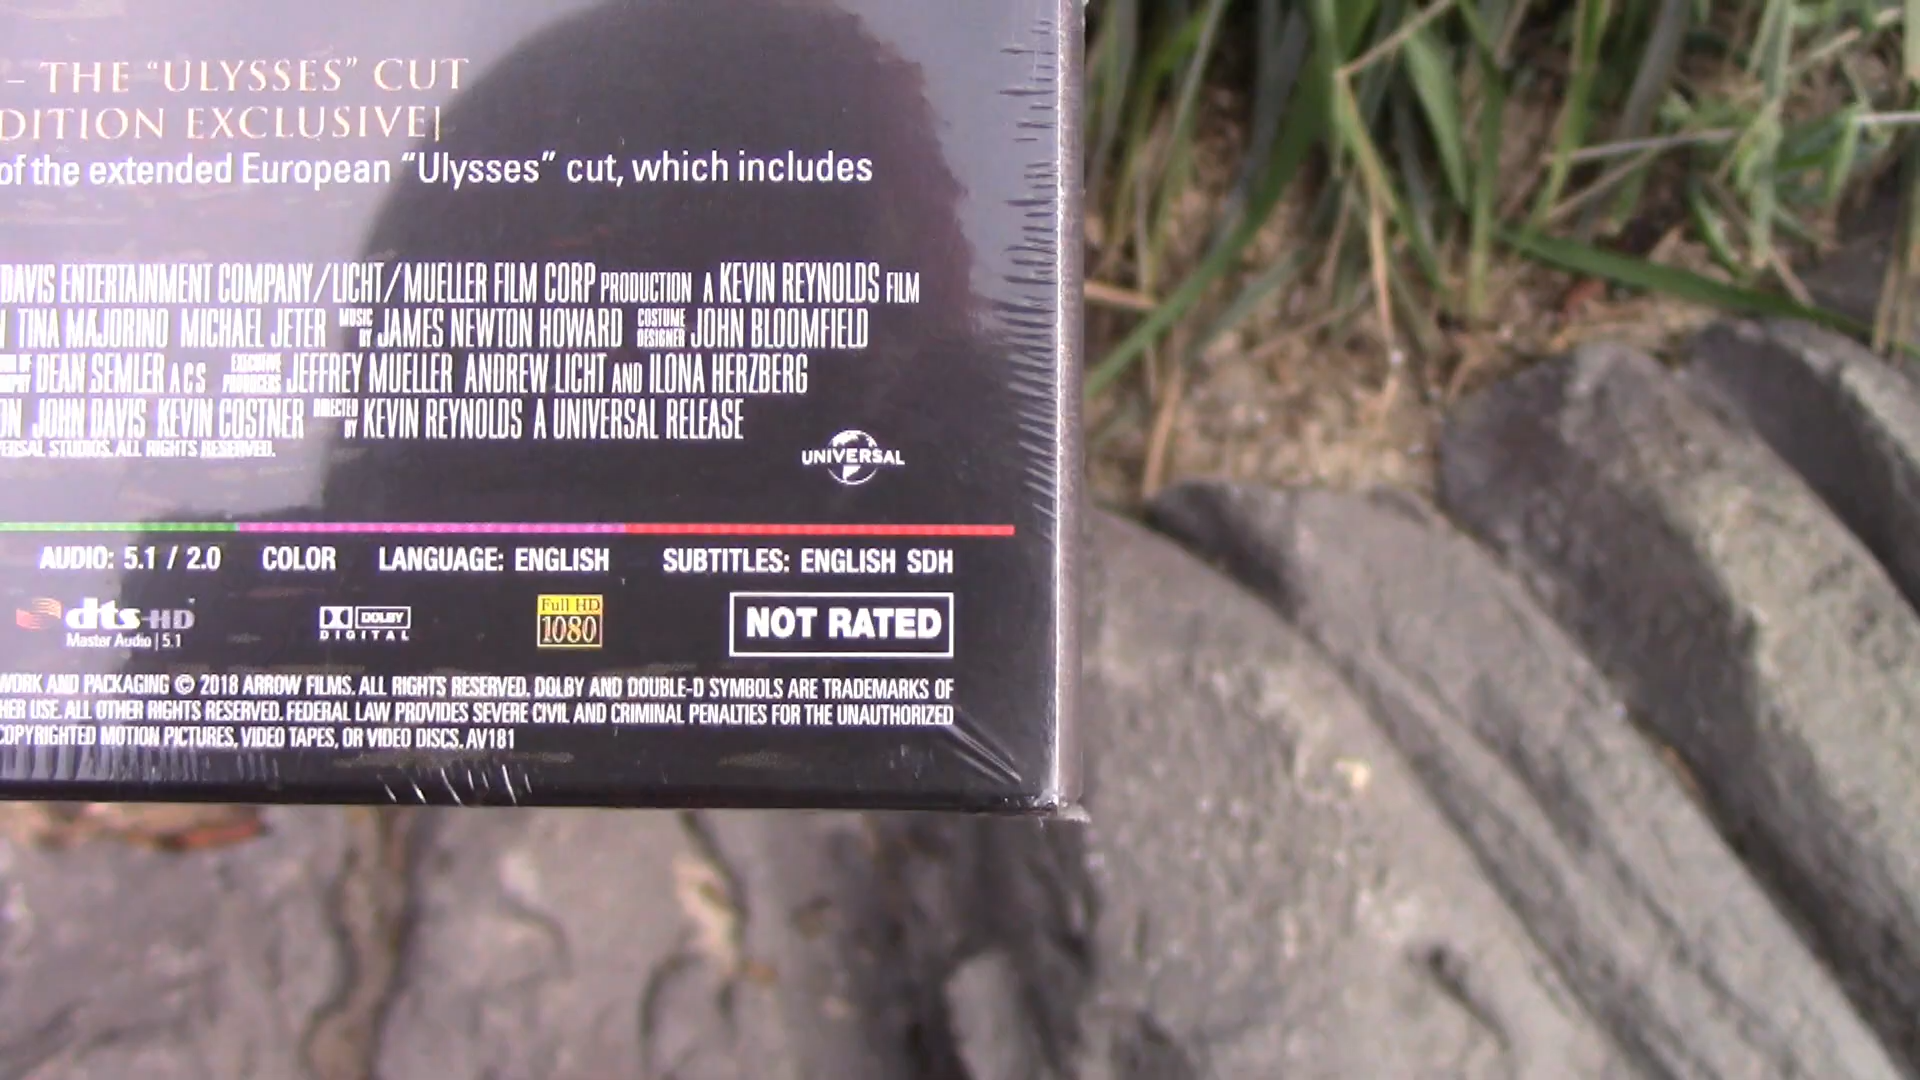 – THE “ULYSSES” CUT
DITION EXCLUSIVE]
of the extended European “Ulysses” cut, which includes
DAVIS ENTERTAINMENT COMPANY/LICHT/MUELLER FILM CORP PRODUCTION A KEVIN REYNOLDS FILM
TINA MAJORINO MICHAEL JETER MUSIC BY JAMES NEWTON HOWARD COSTUME DESIGNER JOHN BLOOMFIELD
DEAN SEMLER ACS EXECUTIVE PRODUCERS JEFFREY MUELLER ANDREW LICHT AND ILONA HERZBERG
JOHN DAVIS KEVIN COSTNER DIRECTED BY KEVIN REYNOLDS A UNIVERSAL RELEASE
ERSAL STUDIOS. ALL RIGHTS RESERVED.
UNIVERSAL
AUDIO: 5.1 / 2.0 COLOR LANGUAGE: ENGLISH SUBTITLES: ENGLISH SDH
dts-HD Master Audio | 5.1
DOLBY DIGITAL
Full HD 1080
NOT RATED
WORK AND PACKAGING © 2018 ARROW FILMS. ALL RIGHTS RESERVED. DOLBY AND DOUBLE-D SYMBOLS ARE TRADEMARKS OF
HER USE. ALL OTHER RIGHTS RESERVED. FEDERAL LAW PROVIDES SEVERE CIVIL AND CRIMINAL PENALTIES FOR THE UNAUTHORIZED
COPYRIGHTED MOTION PICTURES, VIDEO TAPES, OR VIDEO DISCS. AV181